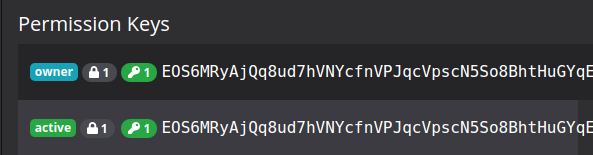 Permission Keys
owner 1 1 EOS6MRyAjQq8ud7hVNYcfnVPJqcVpscN5So8BhtHuGYqE
active 1 1 EOS6MRyAjQq8ud7hVNYcfnVPJqcVpscN5So8BhtHuGYqE